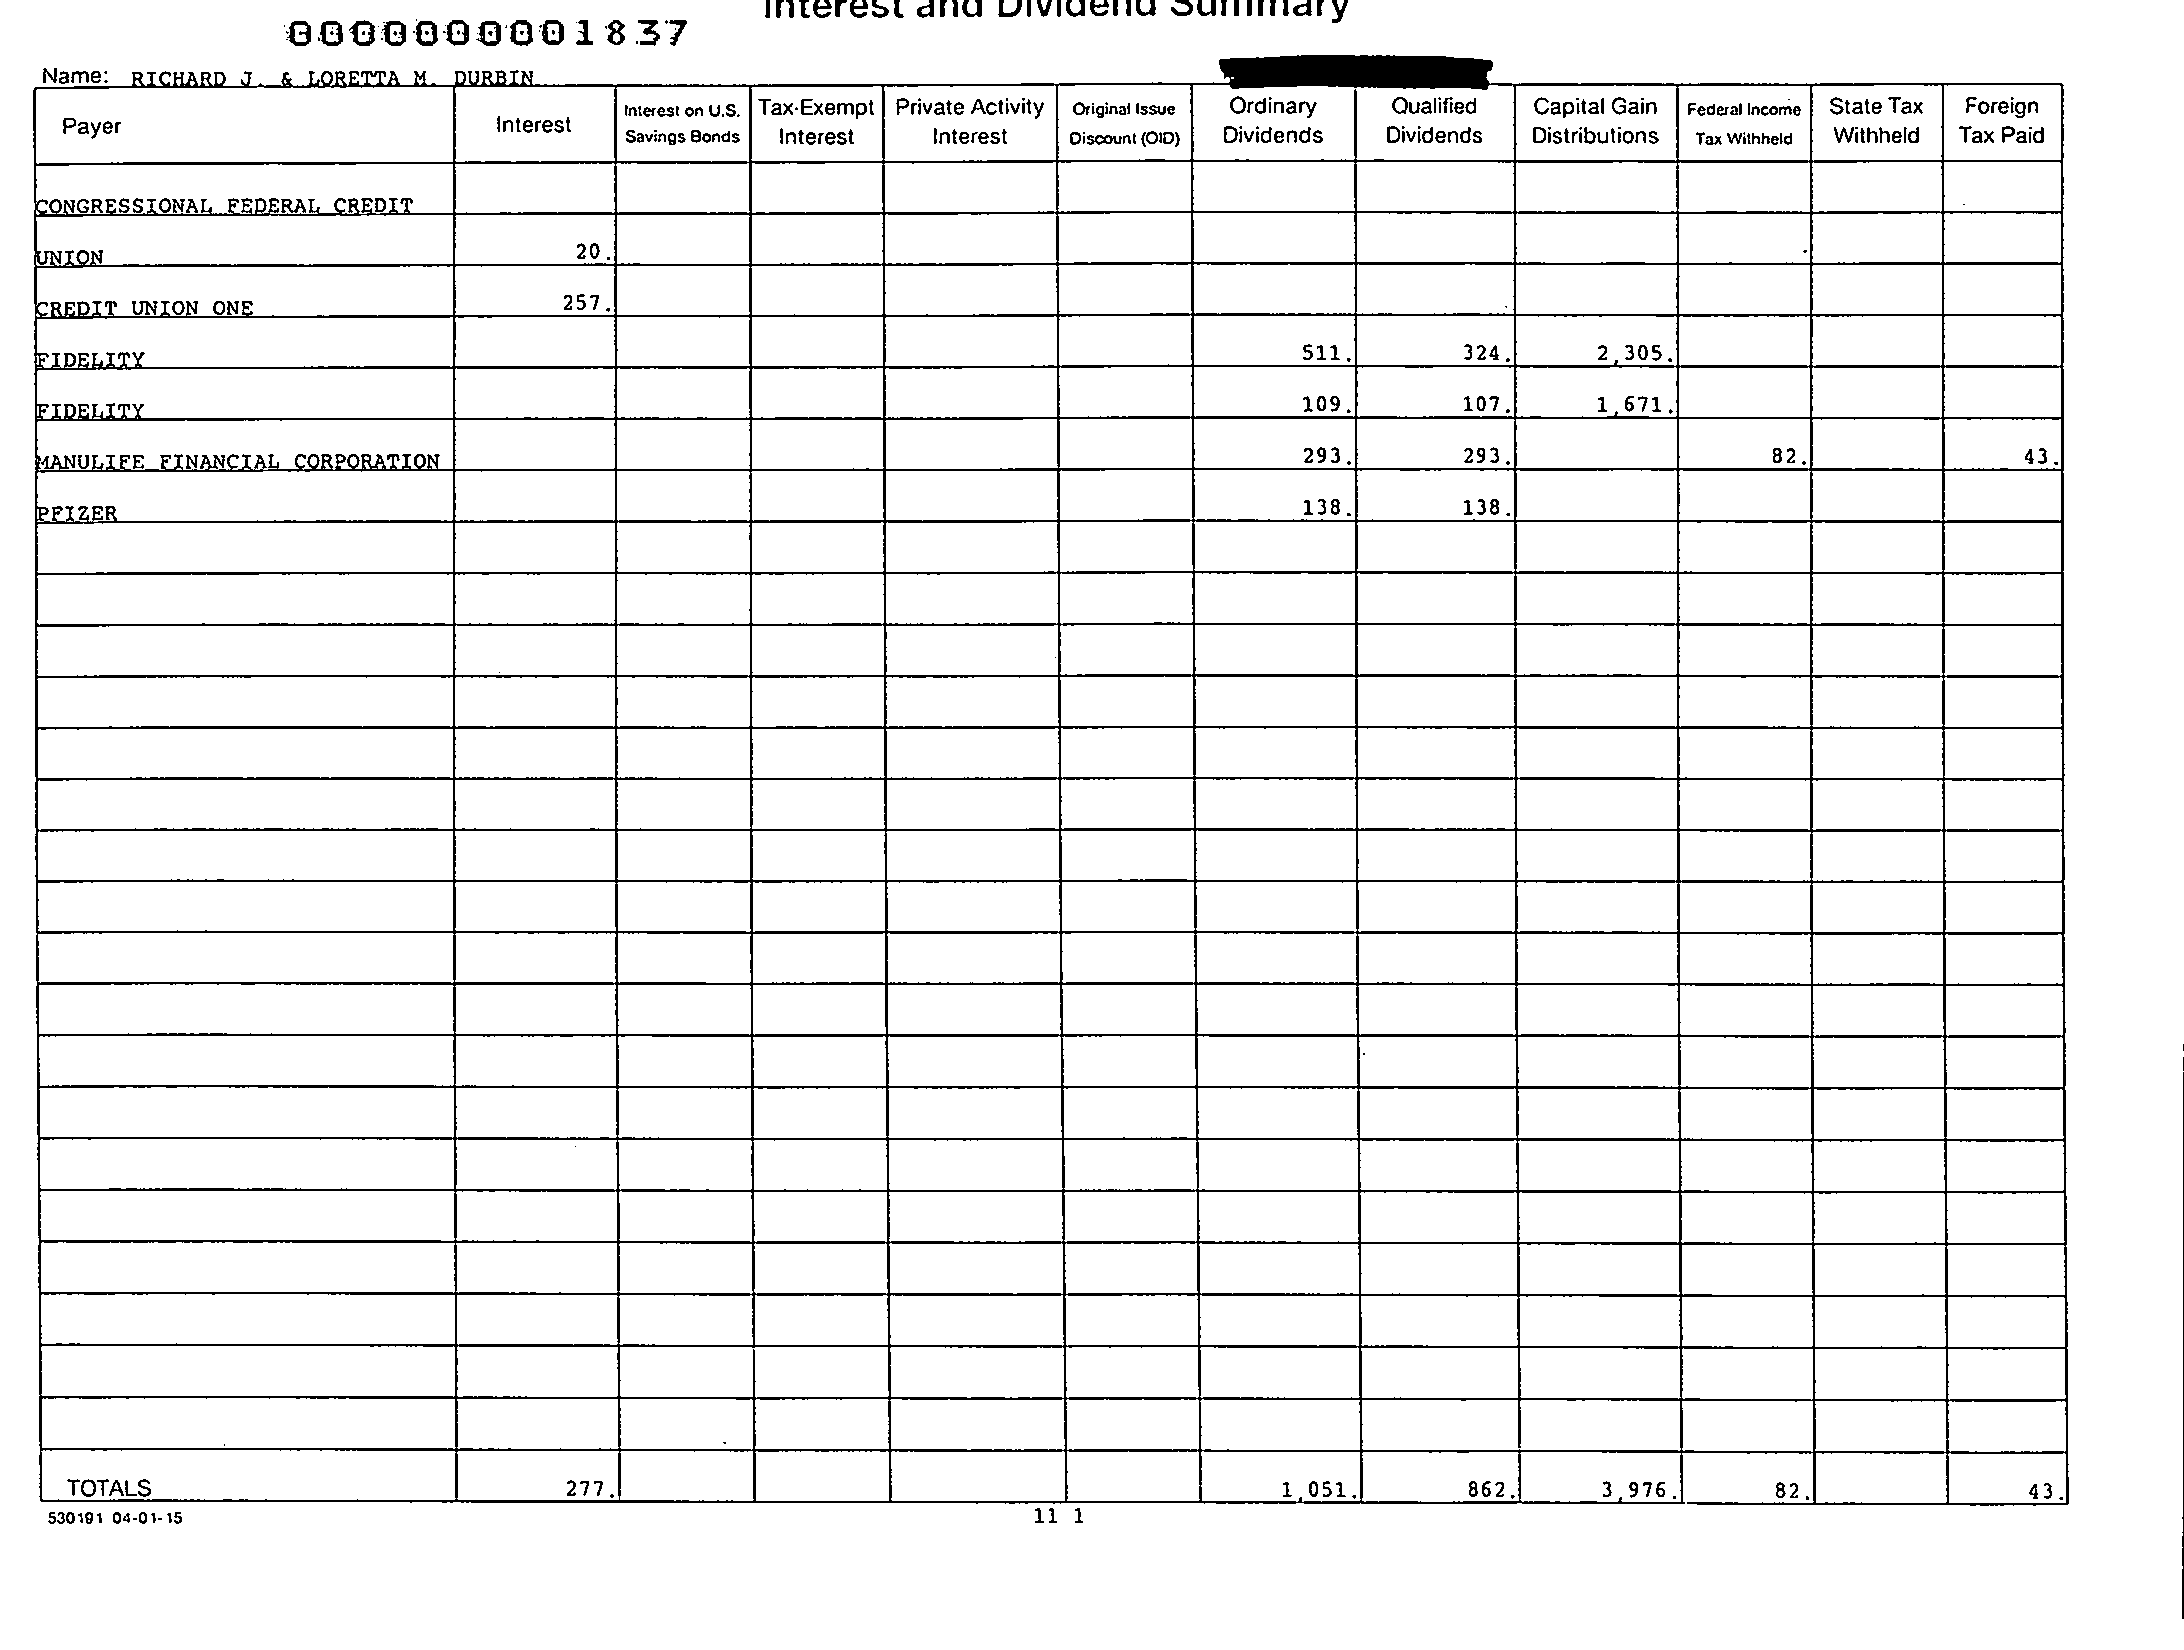 Interest and Dividend Summary
0000000001837
Name: RICHARD J. & LORETTA M. DURBIN
Payer Interest Interest on U.S. Savings Bonds Tax-Exempt Interest Private Activity Interest Original Issue Discount (OID) Ordinary Dividends Qualified Dividends Capital Gain Distributions Federal Income Tax Withheld State Tax Withheld Foreign Tax Paid
CONGRESSIONAL FEDERAL CREDIT
UNION 20.
CREDIT UNION ONE 257.
FIDELITY 511. 324. 2,305.
FIDELITY 109. 107. 1,671.
MANULIFE FINANCIAL CORPORATION 293. 293. 82. 43.
PFIZER 138. 138.
TOTALS 277. 1,051. 862. 3,976. 82. 43.
530191 04-01-15 11 1